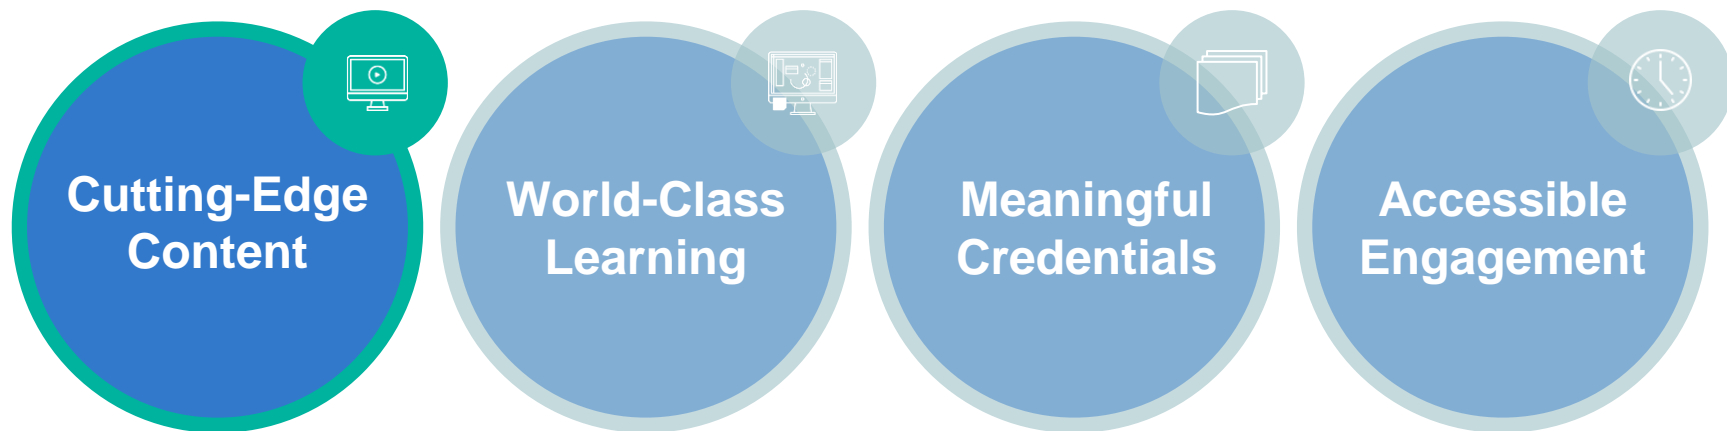 Cutting-Edge
Content
World-Class
Learning
Meaningful
Credentials
Accessible
Engagement